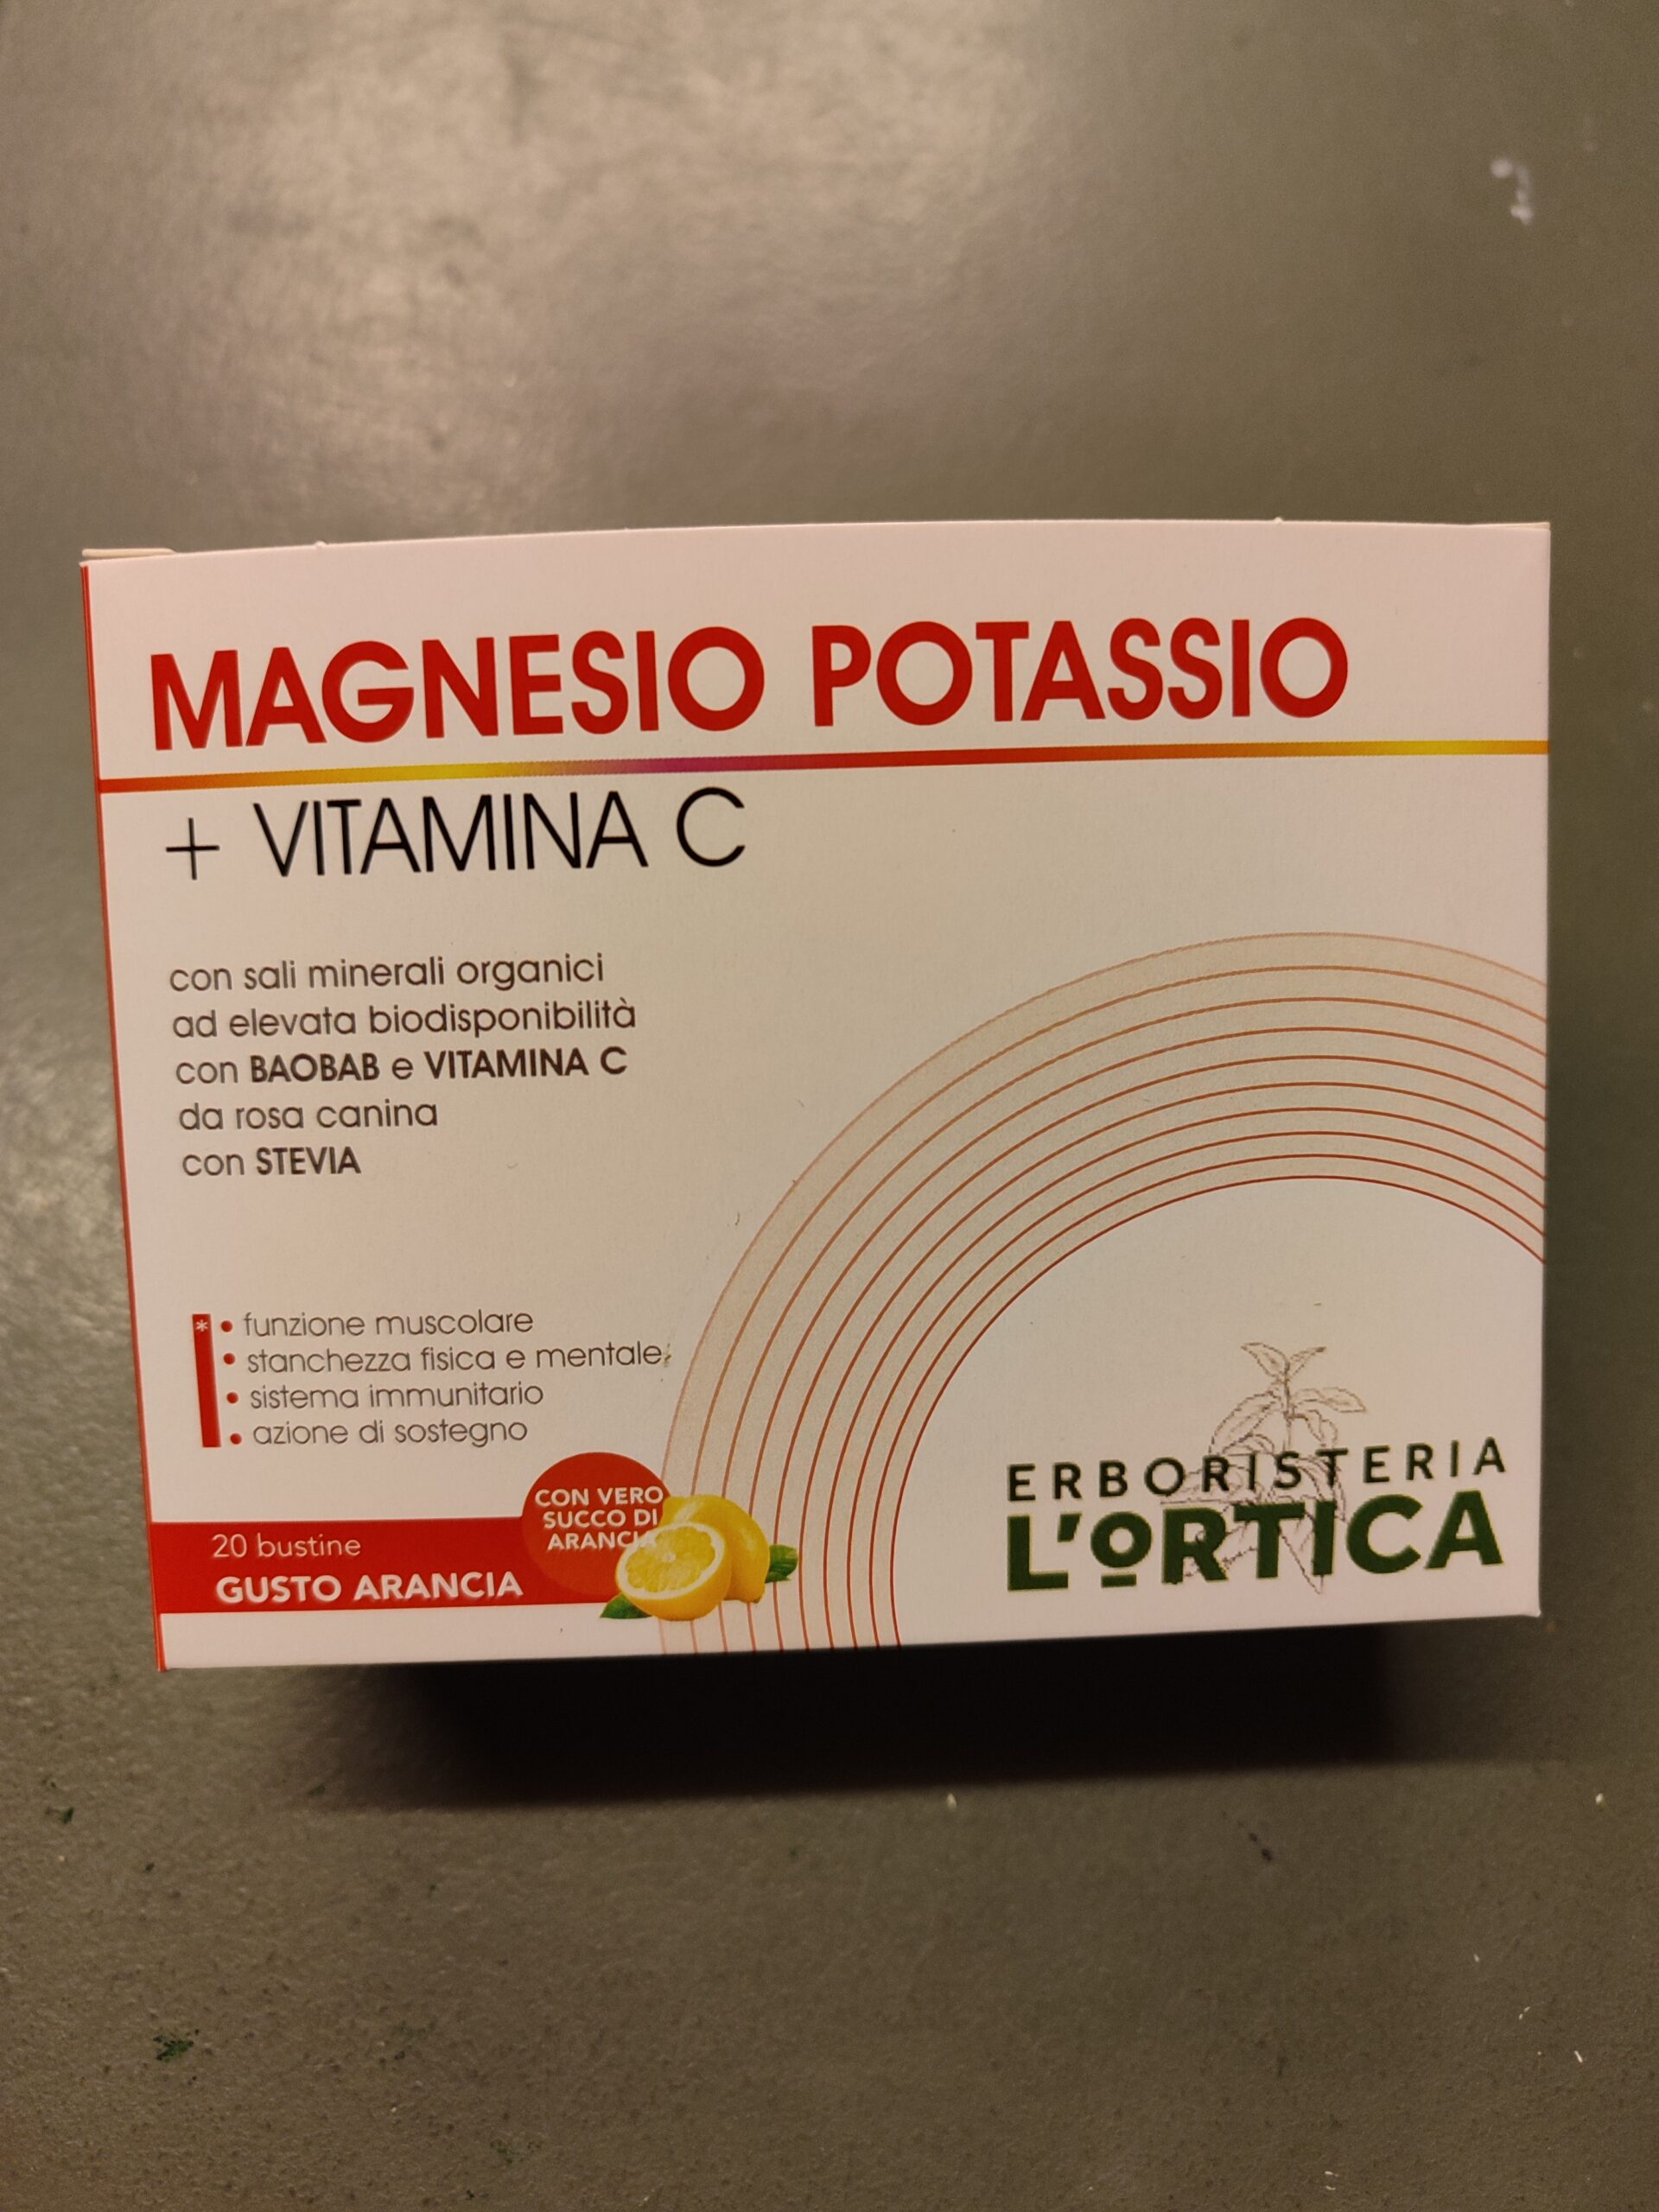 MAGNESIO POTASSIO
+ VITAMINA C
con sali minerali organici
ad elevata biodisponibilità
con BAOBAB e VITAMINA C
da rosa canina
con STEVIA
* • funzione muscolare
• stanchezza fisica e mentale
• sistema immunitario
• azione di sostegno
CON VERO
SUCCO DI
ARANCIA
20 bustine
GUSTO ARANCIA
ERBORISTERIA
L'ORTICA